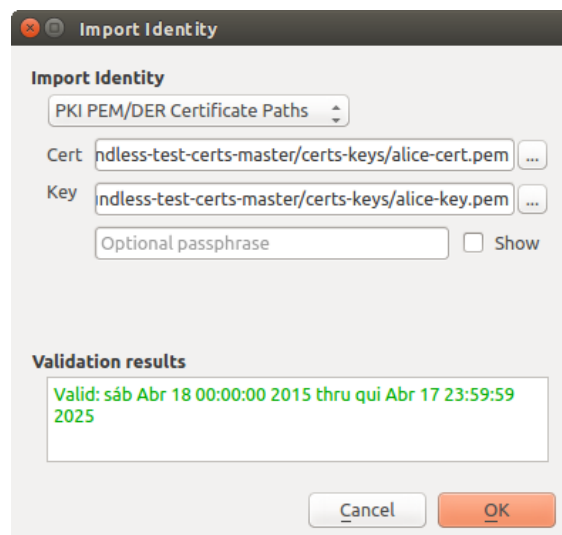 Import Identity
Import Identity
PKI PEM/DER Certificate Paths
Cert ndless-test-certs-master/certs-keys/alice-cert.pem ...
Key indless-test-certs-master/certs-keys/alice-key.pem ...
Optional passphrase Show
Validation results
Valid: sáb Abr 18 00:00:00 2015 thru qui Abr 17 23:59:59
2025
Cancel OK